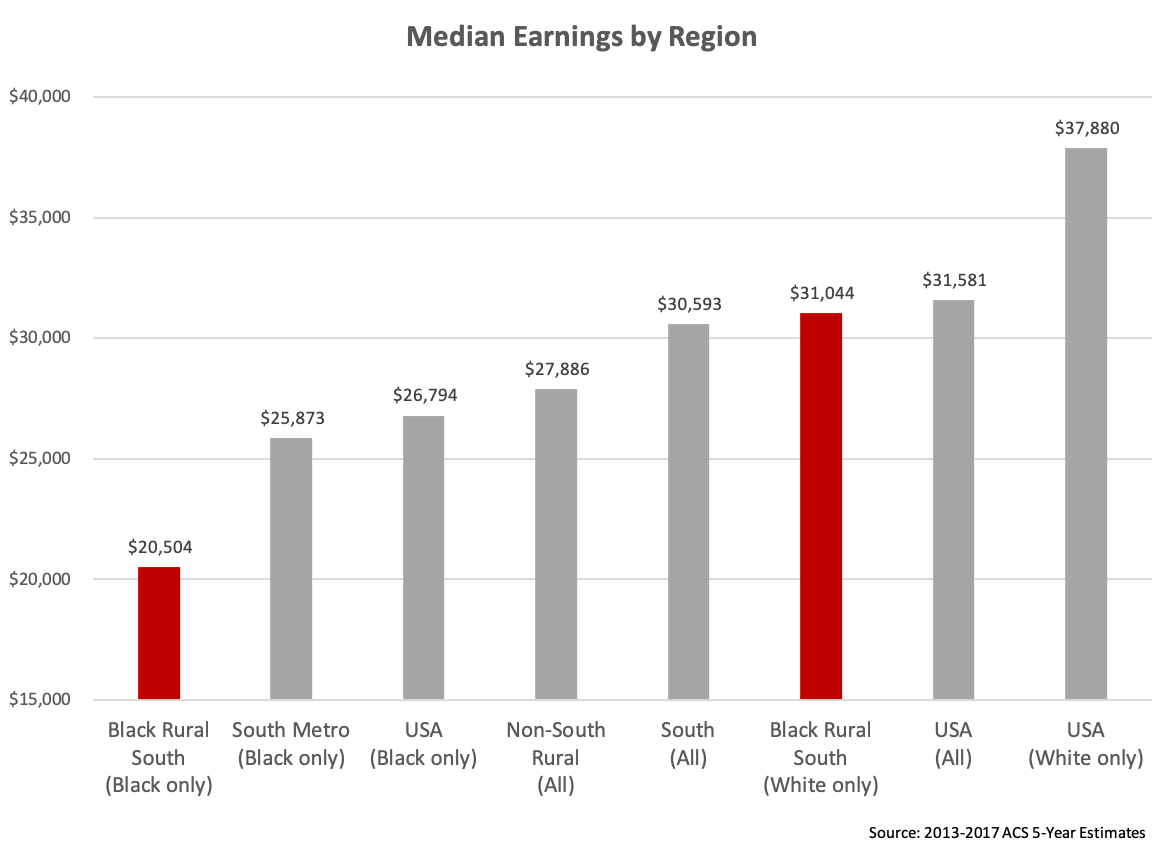 Median Earnings by Region
$40,000
$35,000
$30,000
$25,000
$20,000
$15,000
$20,504
$25,873
$26,794
$27,886
$30,593
$31,044
$31,581
$37,880
Black Rural
South
(Black only)
South Metro
(Black only)
USA
(Black only)
Non-South
Rural
(All)
South
(All)
Black Rural
South
(White only)
USA
(All)
USA
(White only)
Source: 2013-2017 ACS 5-Year Estimates